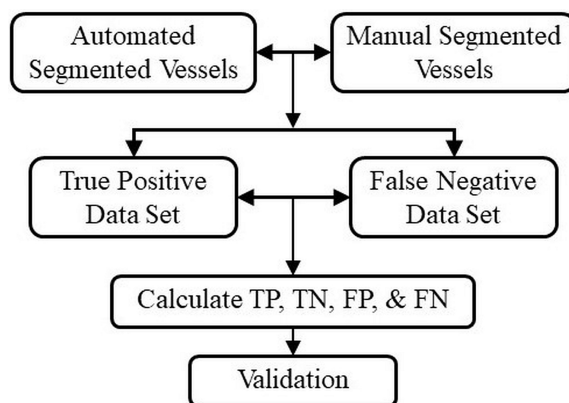 Automated
Segmented Vessels
Manual Segmented
Vessels
True Positive
Data Set
False Negative
Data Set
Calculate TP, TN, FP, & FN
Validation